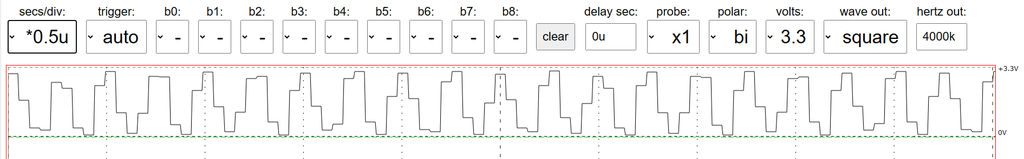 secs/div: trigger: b0: b1: b2: b3: b4: b5: b6: b7: b8: delay sec: probe: polar: volts: wave out: hertz out:
*0.5u auto - - - - - - - - - clear 0u x1 bi 3.3 square 4000k
+3.3V
0V